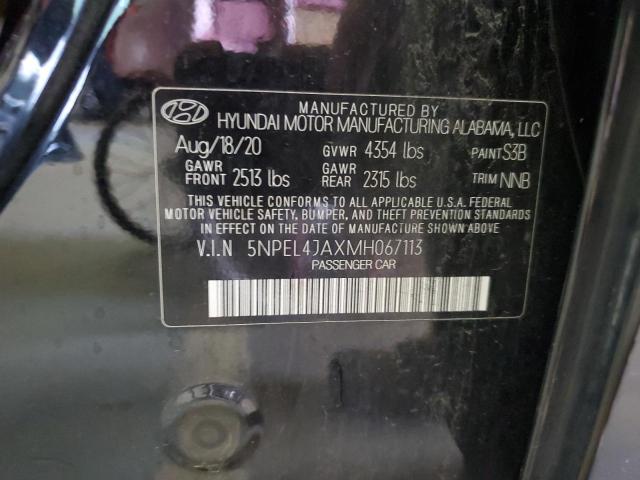 MANUFACTURED BY
HYUNDAI MOTOR MANUFACTURING ALABAMA, LLC
Aug/18/20 GVWR 4354 lbs PAINT S3B
GAWR FRONT 2513 lbs GAWR REAR 2315 lbs TRIM NNB
THIS VEHICLE CONFORMS TO ALL APPLICABLE U.S.A. FEDERAL
MOTOR VEHICLE SAFETY, BUMPER, AND THEFT PREVENTION STANDARDS
IN EFFECT ON THE DATE OF MANUFACTURE SHOWN ABOVE.
V.I.N 5NPEL4JAXMH067113
PASSENGER CAR